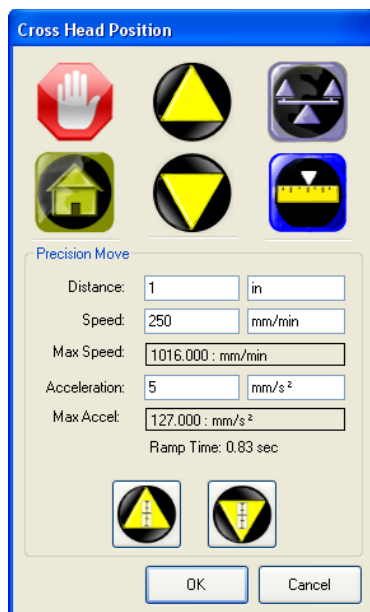 Cross Head Position
Precision Move
Distance: 1 in
Speed: 250 mm/min
Max Speed: 1016.000 : mm/min
Acceleration: 5 mm/s²
Max Accel: 127.000 : mm/s²
Ramp Time: 0.83 sec
OK Cancel